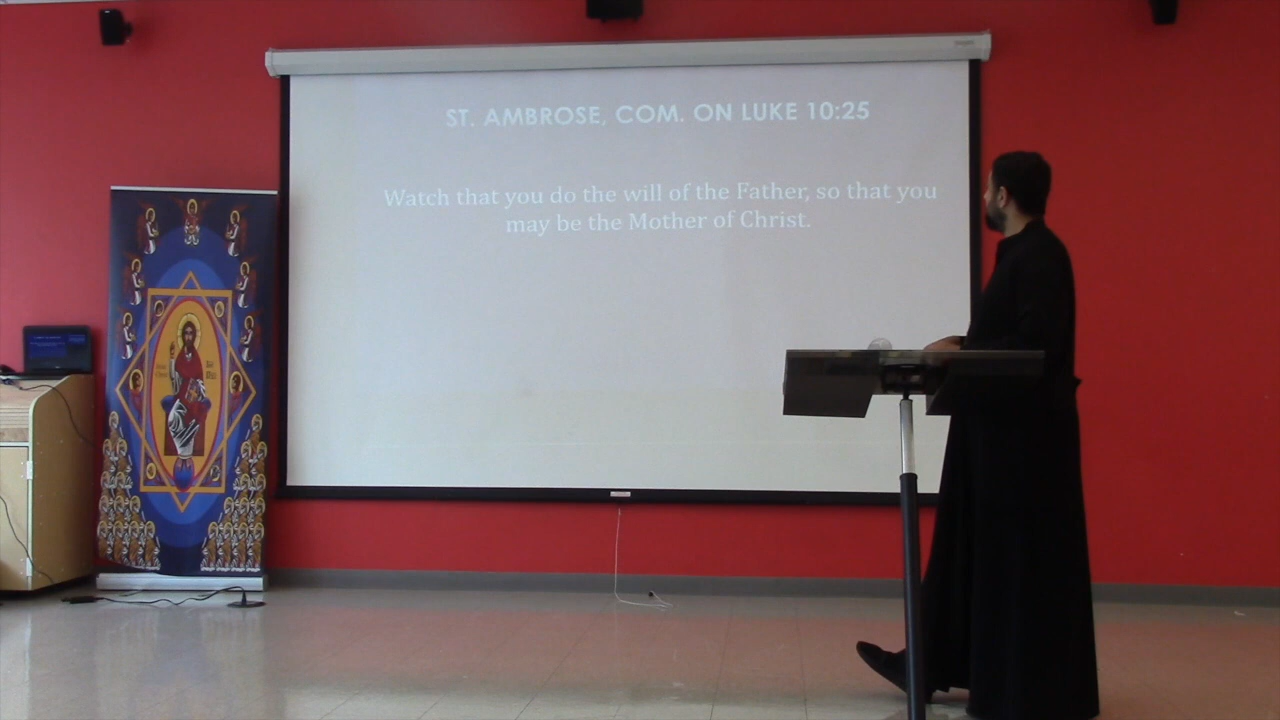 ST. AMBROSE, COM. ON LUKE 10:25
Watch that you do the will of the Father, so that you
may be the Mother of Christ.